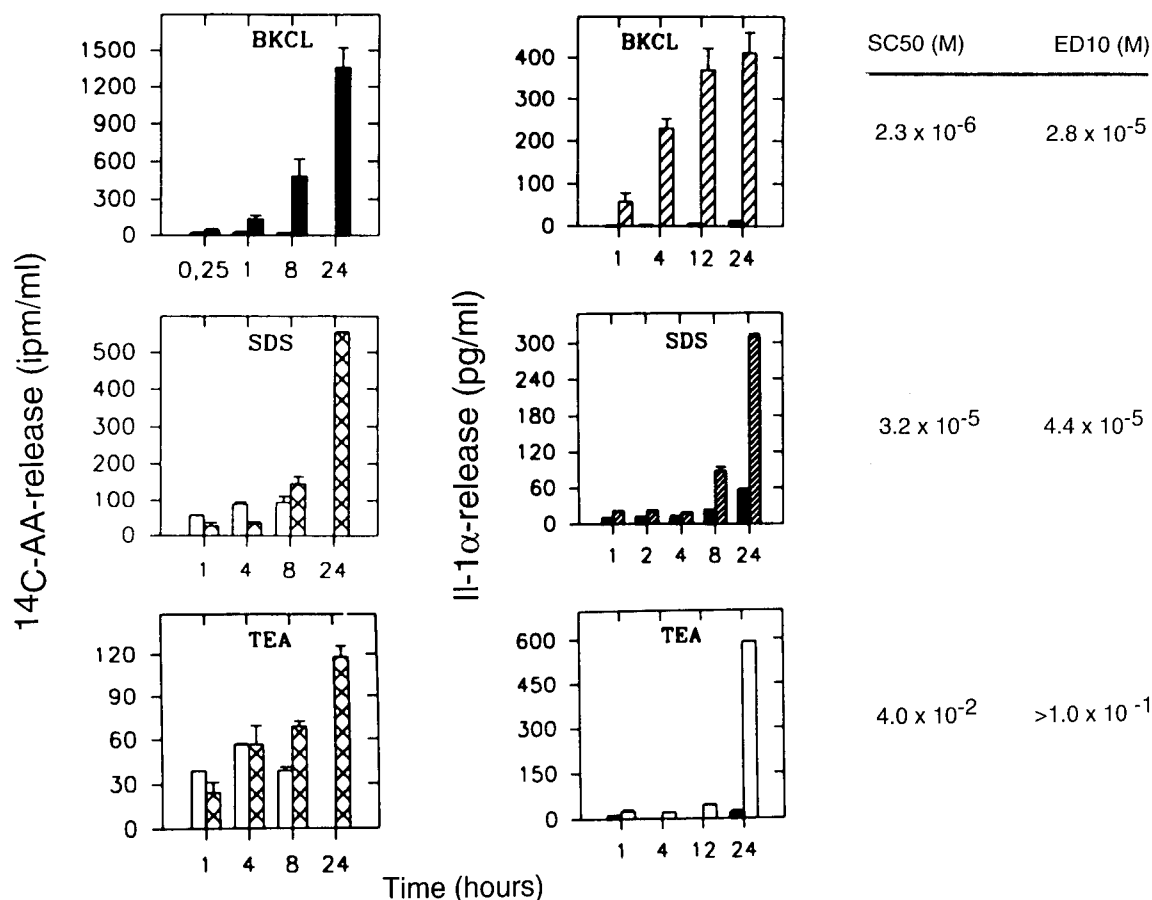 ¹⁴C-AA-release (ipm/ml)
BKCL
1500
1200
900
600
300
0
0,25 1 8 24
SDS
500
400
300
200
100
0
1 4 8 24
TEA
120
90
60
30
0
1 4 8 24
Il-1α-release (pg/ml)
BKCL
400
300
200
100
0
1 4 12 24
SDS
300
240
180
120
60
0
1 2 4 8 24
TEA
600
450
300
150
0
1 4 12 24
Time (hours)
SC50 (M) ED10 (M)
2.3 x 10⁻⁶ 2.8 x 10⁻⁵
3.2 x 10⁻⁵ 4.4 x 10⁻⁵
4.0 x 10⁻² >1.0 x 10⁻¹